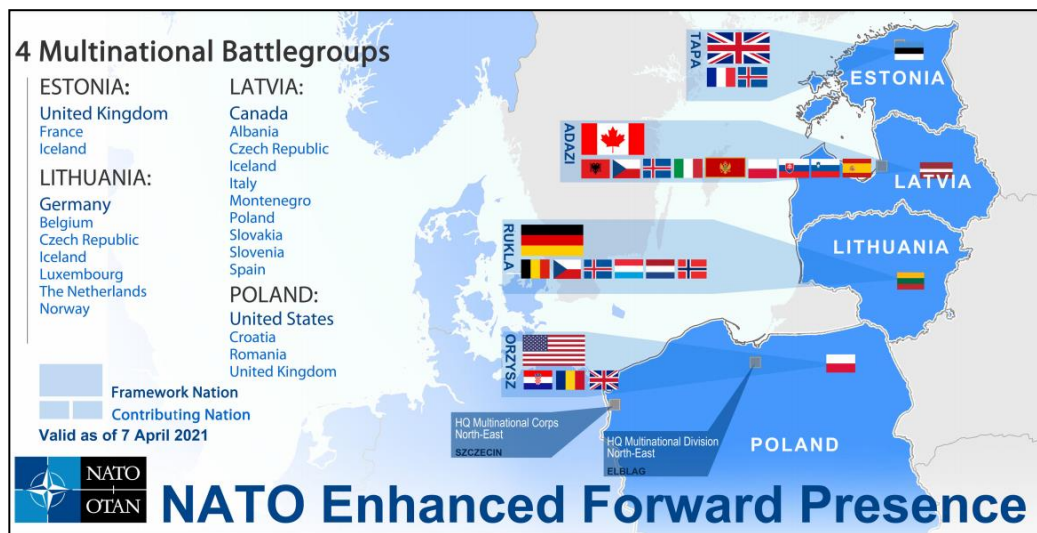 4 Multinational Battlegroups
ESTONIA:
United Kingdom
France
Iceland
LITHUANIA:
Germany
Belgium
Czech Republic
Iceland
Luxembourg
The Netherlands
Norway
LATVIA:
Canada
Albania
Czech Republic
Iceland
Italy
Montenegro
Poland
Slovakia
Slovenia
Spain
POLAND:
United States
Croatia
Romania
United Kingdom
Framework Nation
Contributing Nation
Valid as of 7 April 2021
TAPA
ESTONIA
ADAZI
LATVIA
RUKLA
LITHUANIA
ORZYSZ
HQ Multinational Corps
North-East
SZCZECIN
HQ Multinational Division
North-East
ELBLAG
POLAND
NATO
OTAN
NATO Enhanced Forward Presence